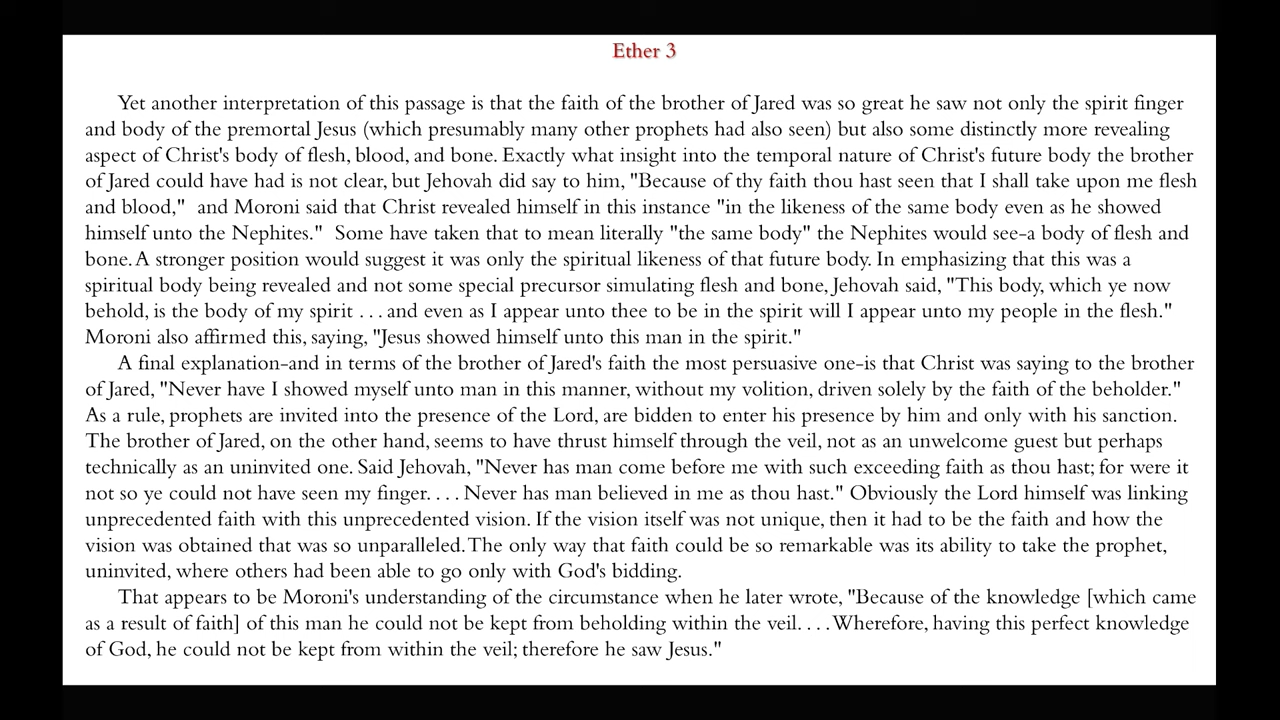 Ether 3
Yet another interpretation of this passage is that the faith of the brother of Jared was so great he saw not only the spirit finger
and body of the premortal Jesus (which presumably many other prophets had also seen) but also some distinctly more revealing
aspect of Christ's body of flesh, blood, and bone. Exactly what insight into the temporal nature of Christ's future body the brother
of Jared could have had is not clear, but Jehovah did say to him, "Because of thy faith thou hast seen that I shall take upon me flesh
and blood,"  and Moroni said that Christ revealed himself in this instance "in the likeness of the same body even as he showed
himself unto the Nephites."  Some have taken that to mean literally "the same body" the Nephites would see-a body of flesh and
bone. A stronger position would suggest it was only the spiritual likeness of that future body. In emphasizing that this was a
spiritual body being revealed and not some special precursor simulating flesh and bone, Jehovah said, "This body, which ye now
behold, is the body of my spirit . . . and even as I appear unto thee to be in the spirit will I appear unto my people in the flesh."
Moroni also affirmed this, saying, "Jesus showed himself unto this man in the spirit."
A final explanation-and in terms of the brother of Jared's faith the most persuasive one-is that Christ was saying to the brother
of Jared, "Never have I showed myself unto man in this manner, without my volition, driven solely by the faith of the beholder."
As a rule, prophets are invited into the presence of the Lord, are bidden to enter his presence by him and only with his sanction.
The brother of Jared, on the other hand, seems to have thrust himself through the veil, not as an unwelcome guest but perhaps
technically as an uninvited one. Said Jehovah, "Never has man come before me with such exceeding faith as thou hast; for were it
not so ye could not have seen my finger. . . . Never has man believed in me as thou hast." Obviously the Lord himself was linking
unprecedented faith with this unprecedented vision. If the vision itself was not unique, then it had to be the faith and how the
vision was obtained that was so unparalleled. The only way that faith could be so remarkable was its ability to take the prophet,
uninvited, where others had been able to go only with God's bidding.
That appears to be Moroni's understanding of the circumstance when he later wrote, "Because of the knowledge [which came
as a result of faith] of this man he could not be kept from beholding within the veil. . . . Wherefore, having this perfect knowledge
of God, he could not be kept from within the veil; therefore he saw Jesus."